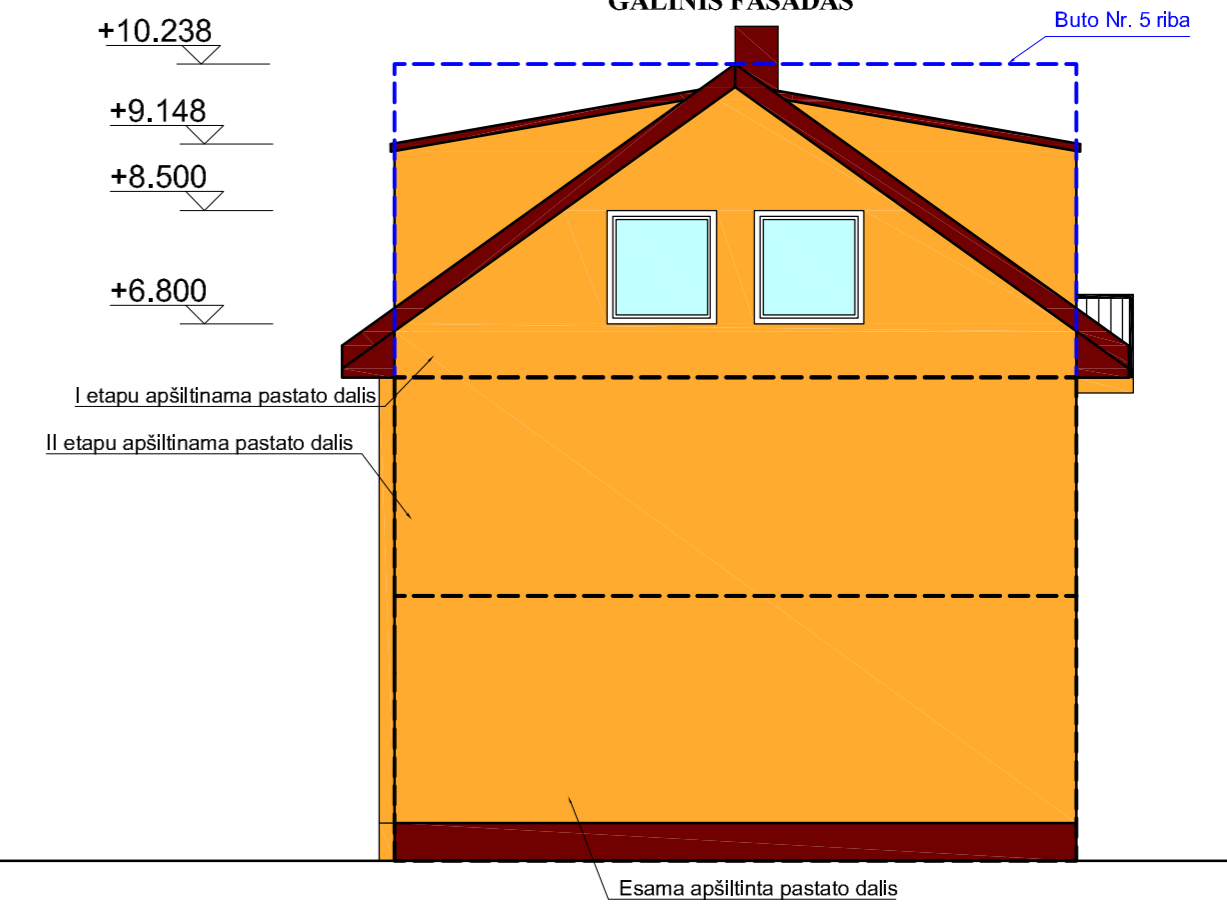 GALINIS FASADAS
+10.238
Buto Nr. 5 riba
+9.148
+8.500
+6.800
I etapu apšiltinama pastato dalis
II etapu apšiltinama pastato dalis
Esama apšiltinta pastato dalis